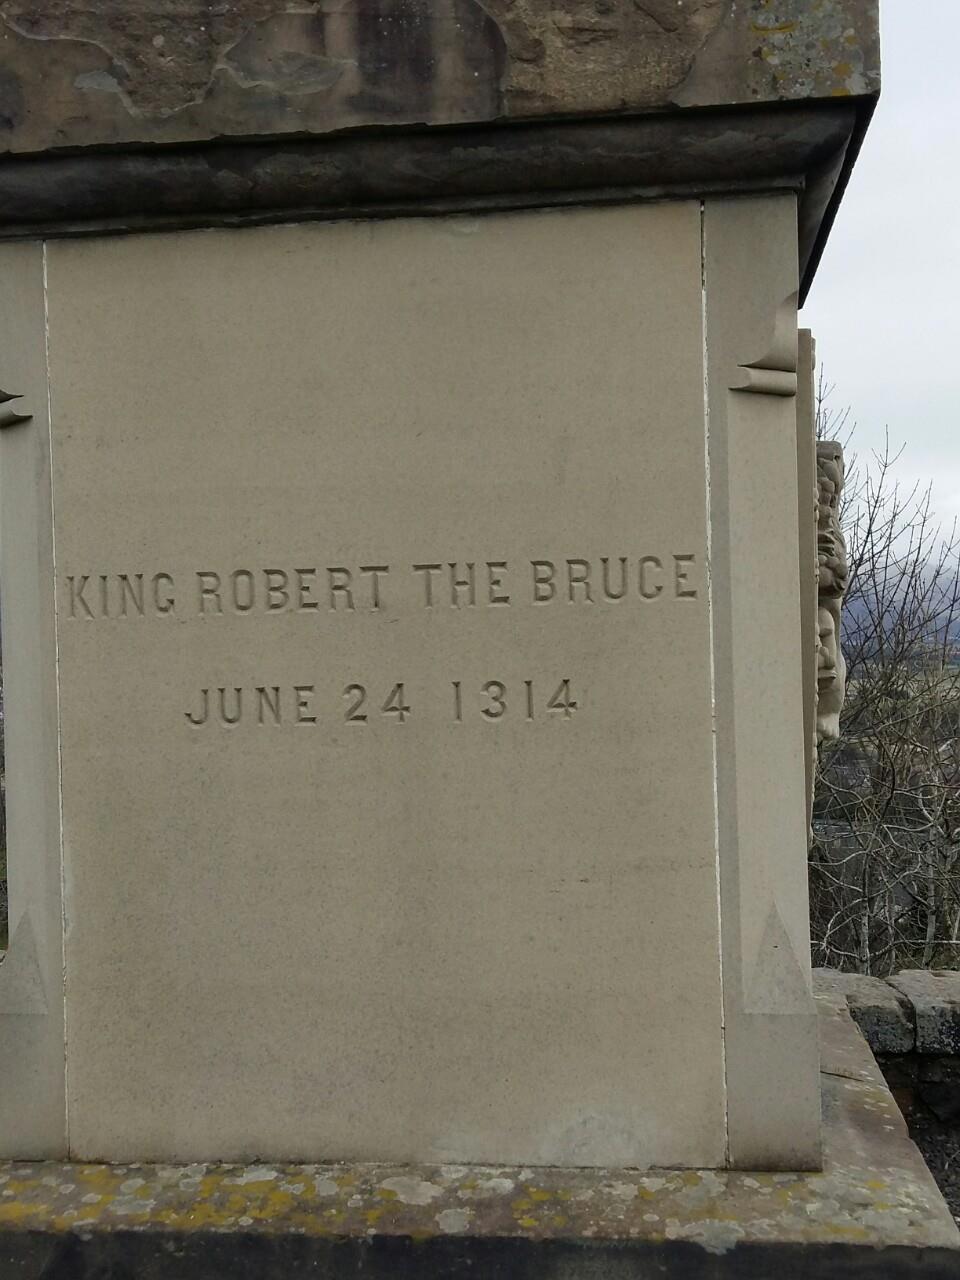 KING ROBERT THE BRUCE
JUNE 24 1314